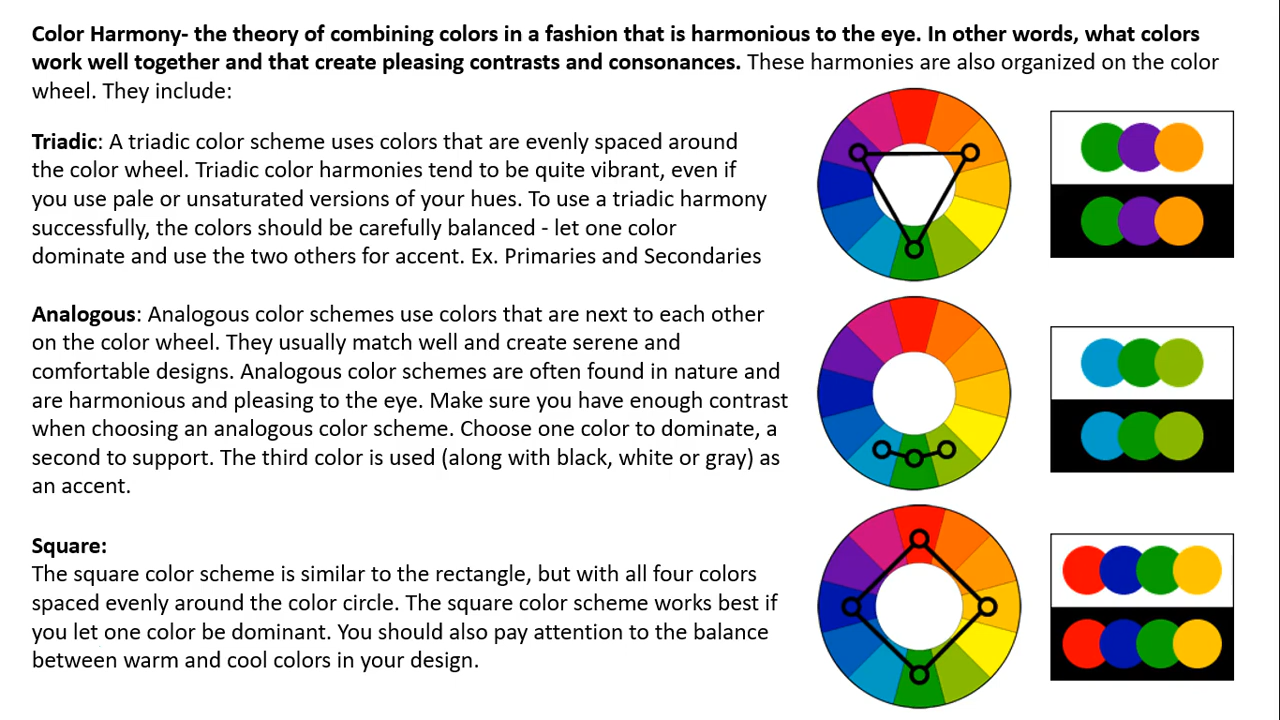 Color Harmony- the theory of combining colors in a fashion that is harmonious to the eye. In other words, what colors
work well together and that create pleasing contrasts and consonances. These harmonies are also organized on the color
wheel. They include:
Triadic: A triadic color scheme uses colors that are evenly spaced around
the color wheel. Triadic color harmonies tend to be quite vibrant, even if
you use pale or unsaturated versions of your hues. To use a triadic harmony
successfully, the colors should be carefully balanced - let one color
dominate and use the two others for accent. Ex. Primaries and Secondaries
Analogous: Analogous color schemes use colors that are next to each other
on the color wheel. They usually match well and create serene and
comfortable designs. Analogous color schemes are often found in nature and
are harmonious and pleasing to the eye. Make sure you have enough contrast
when choosing an analogous color scheme. Choose one color to dominate, a
second to support. The third color is used (along with black, white or gray) as
an accent.
Square:
The square color scheme is similar to the rectangle, but with all four colors
spaced evenly around the color circle. The square color scheme works best if
you let one color be dominant. You should also pay attention to the balance
between warm and cool colors in your design.